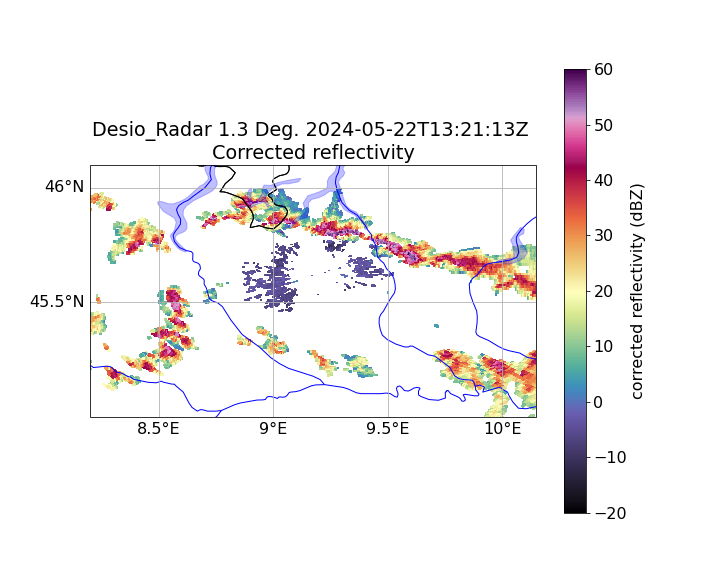 Desio_Radar 1.3 Deg. 2024-05-22T13:21:13Z
Corrected reflectivity
46°N
45.5°N
8.5°E
9°E
9.5°E
10°E
60
50
40
30
20
10
0
−10
−20
corrected reflectivity (dBZ)